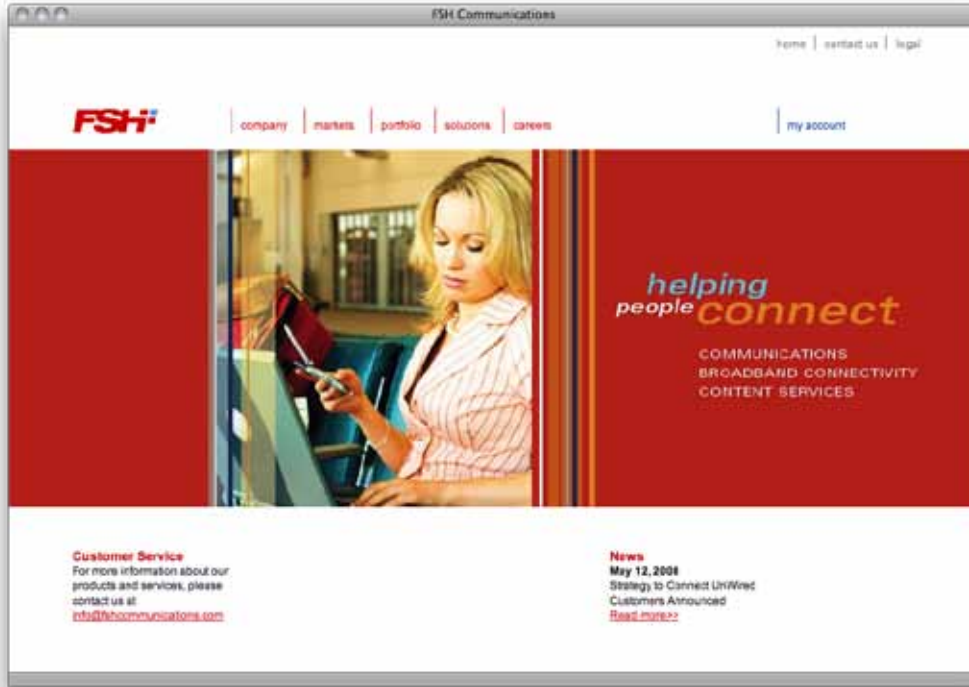 FSH Communications
home | contact us | legal
FSH
company | markets | portfolio | solutions | careers
my account
helping
people connect
COMMUNICATIONS
BROADBAND CONNECTIVITY
CONTENT SERVICES
Customer Service
For more information about our
products and services, please
contact us at
info@fshcommunications.com
News
May 12, 2008
Strategy to Connect UnWired
Customers Announced
Read more>>